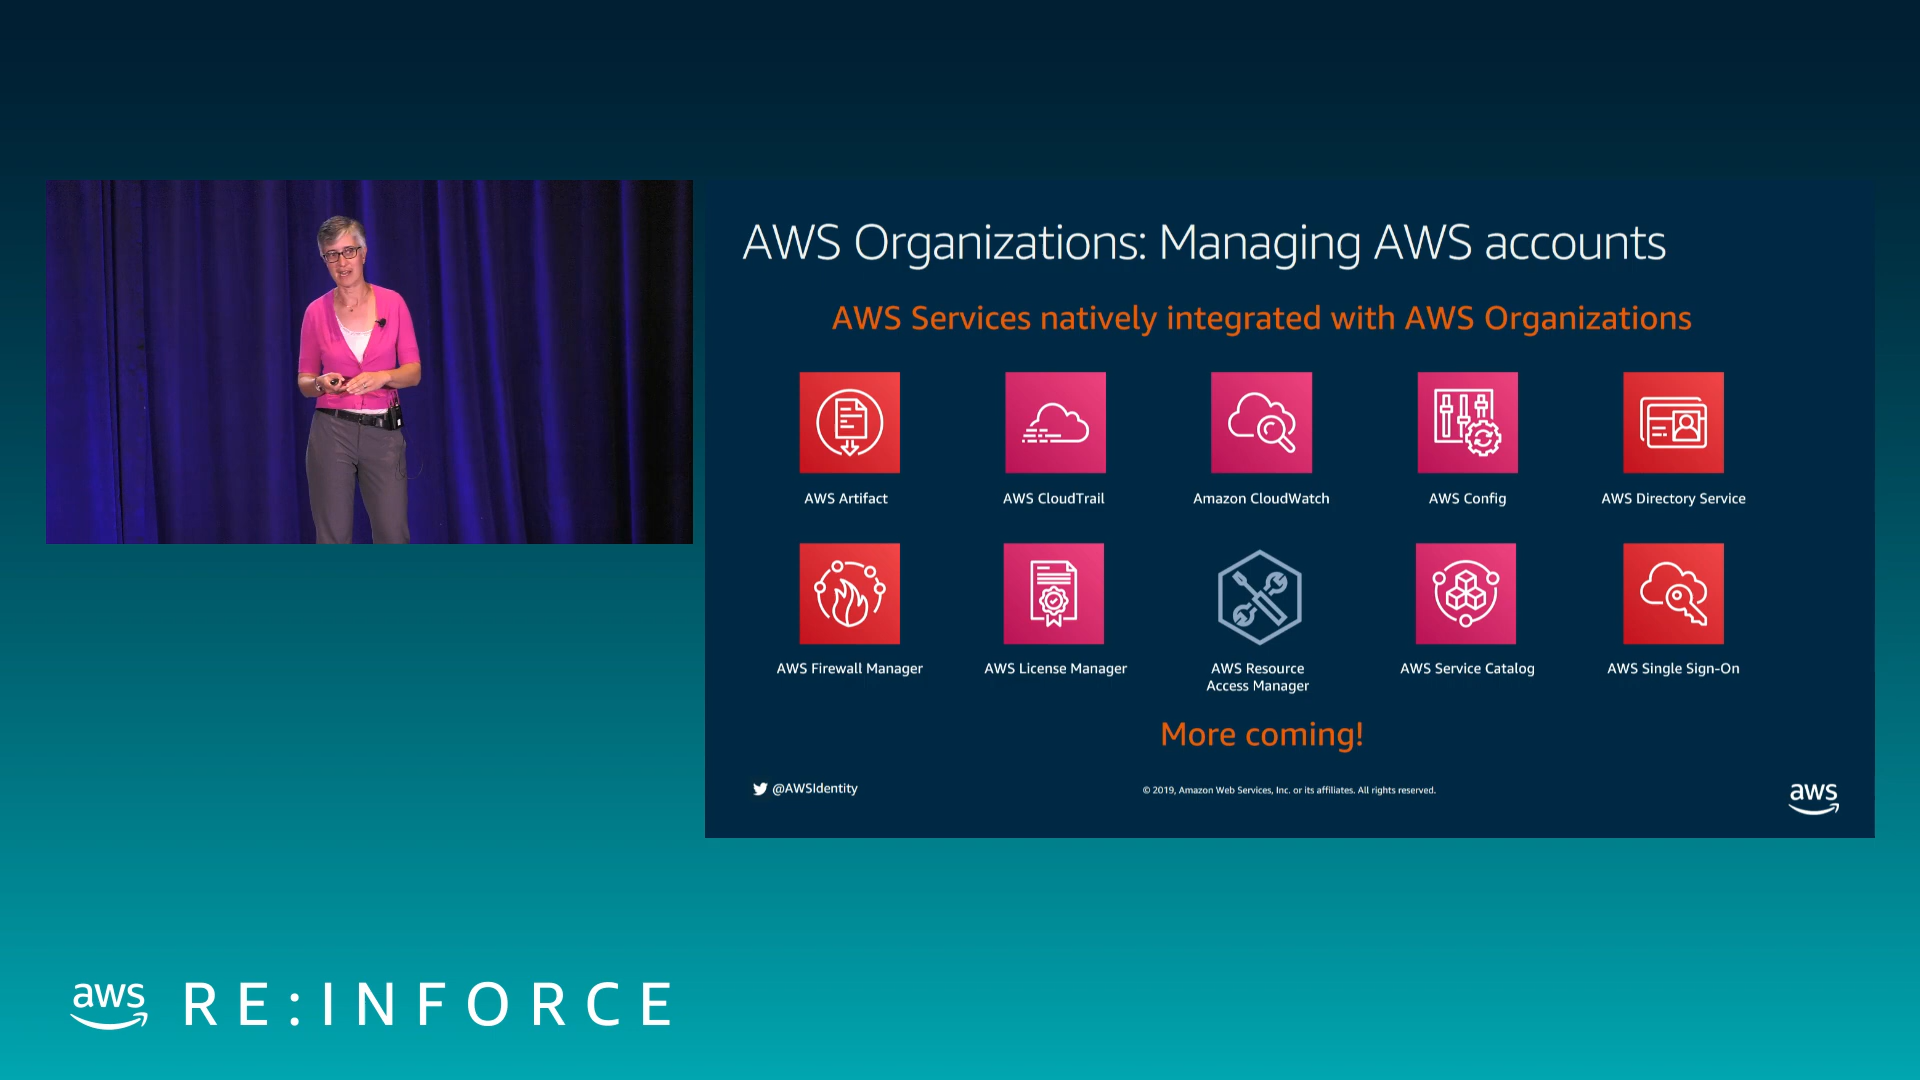 AWS Organizations: Managing AWS accounts
AWS Services natively integrated with AWS Organizations
AWS Artifact
AWS CloudTrail
Amazon CloudWatch
AWS Config
AWS Directory Service
AWS Firewall Manager
AWS License Manager
AWS Resource
Access Manager
AWS Service Catalog
AWS Single Sign-On
More coming!
@AWSIdentity
© 2019, Amazon Web Services, Inc. or its affiliates. All rights reserved.
aws
aws RE:INFORCE